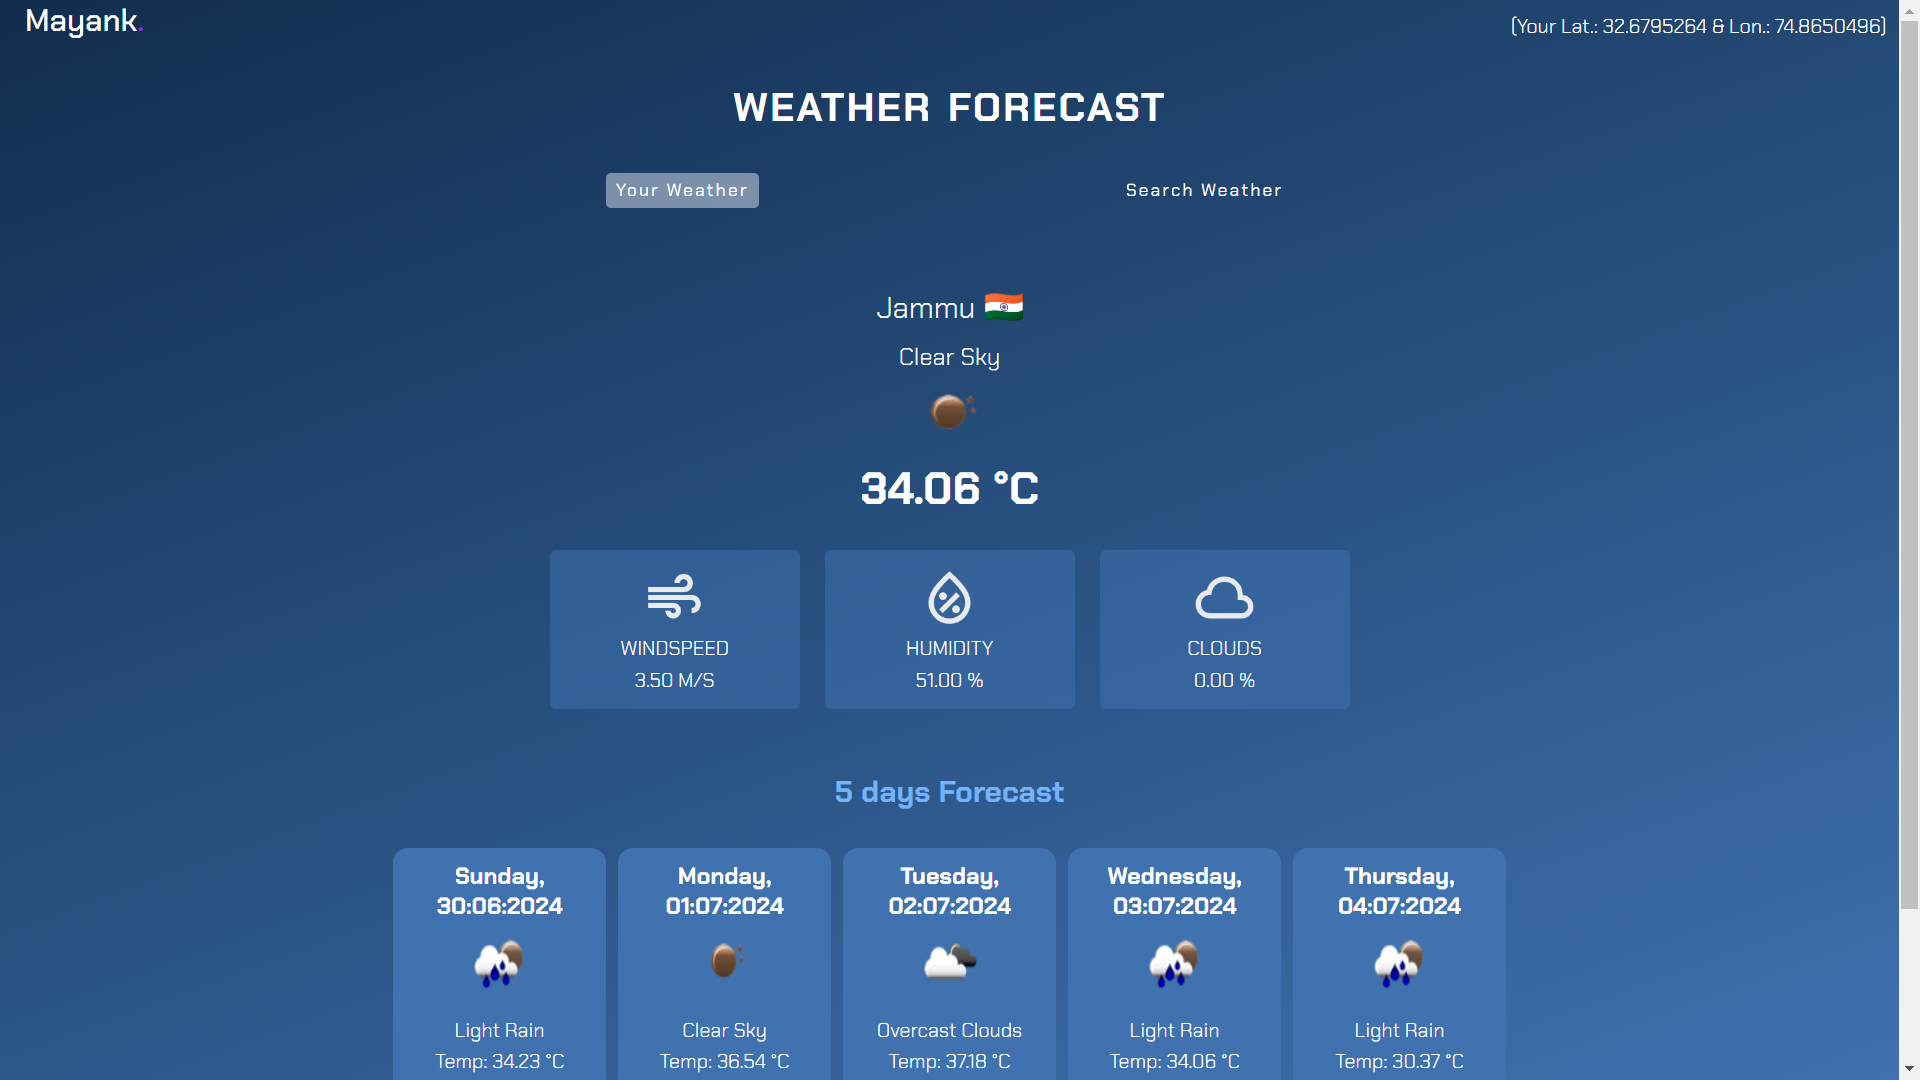 Mayank.
(Your Lat.: 32.6795264 & Lon.: 74.8650496)
WEATHER FORECAST
Your Weather
Search Weather
Jammu
Clear Sky
34.06 °C
WINDSPEED
3.50 M/S
HUMIDITY
51.00 %
CLOUDS
0.00 %
5 days Forecast
Sunday,
30:06:2024
Light Rain
Temp: 34.23 °C
Monday,
01:07:2024
Clear Sky
Temp: 36.54 °C
Tuesday,
02:07:2024
Overcast Clouds
Temp: 37.18 °C
Wednesday,
03:07:2024
Light Rain
Temp: 34.06 °C
Thursday,
04:07:2024
Light Rain
Temp: 30.37 °C